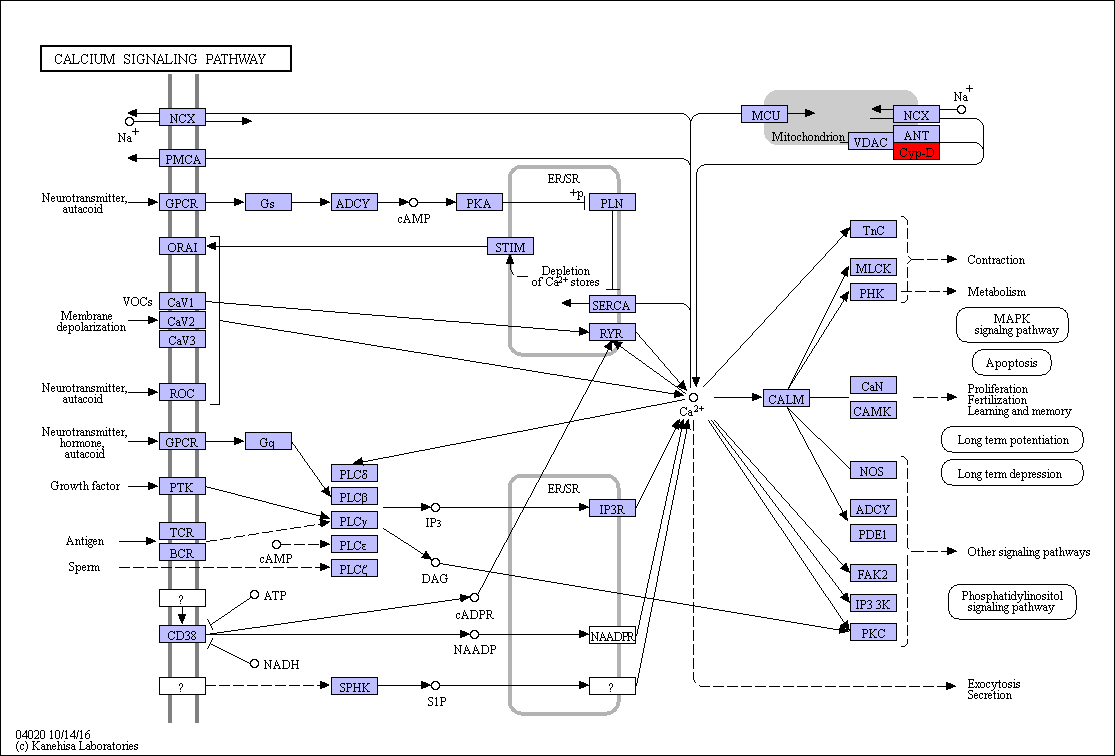 CALCIUM SIGNALING PATHWAY
NCX
Na+
PMCA
MCU
Mitochondrion
NCX
Na+
VDAC
ANT
Cyp-D
Neurotransmitter,
autacoid
GPCR
Gs
ADCY
cAMP
PKA
ER/SR
+p
PLN
ORAI
STIM
Depletion
of Ca2+ stores
TnC
MLCK
PHK
Contraction
Metabolism
VOCs
CaV1
CaV2
CaV3
Membrane
depolarization
SERCA
RYR
MAPK
signalng pathway
Apoptosis
Neurotransmitter,
autacoid
ROC
Ca2+
CALM
CaN
CAMK
Proliferation
Fertilization
Learning and memory
Long term potentiation
Long term depression
Neurotransmitter,
hormone,
autacoid
GPCR
Gq
PLCδ
PLCβ
PLCγ
PLCε
PLCζ
Growth factor
PTK
Antigen
TCR
BCR
cAMP
Sperm
IP3
DAG
ER/SR
IP3R
NOS
ADCY
PDE1
FAK2
IP3 3K
PKC
Other signaling pathways
Phosphatidylinositol
signaling pathway
?
ATP
CD38
NADH
cADPR
NAADP
NAADPR
?
SPHK
S1P
?
Exocytosis
Secretion
04020 10/14/16
(c) Kanehisa Laboratories